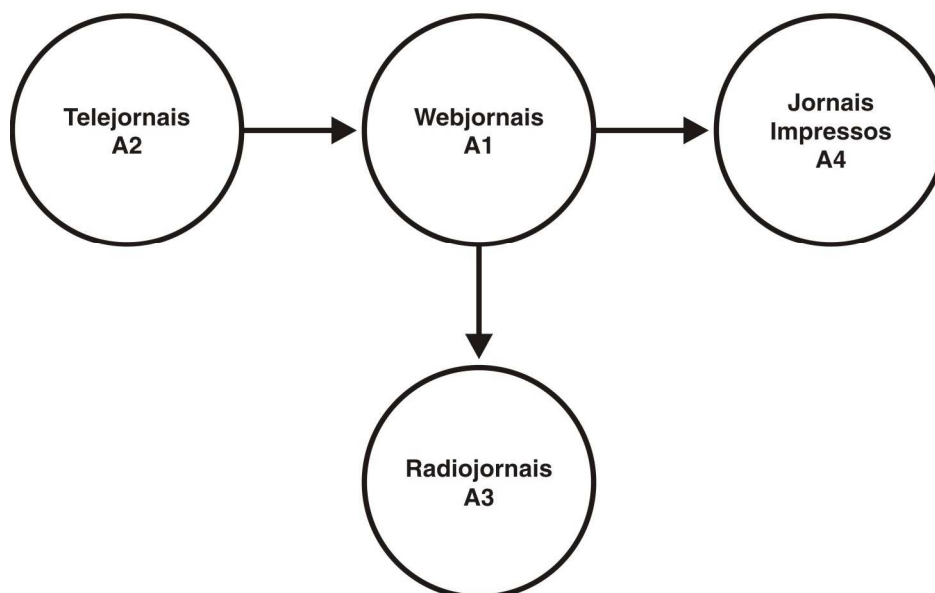 Telejornais
A2
Webjornais
A1
Jornais
Impressos
A4
Radiojornais
A3